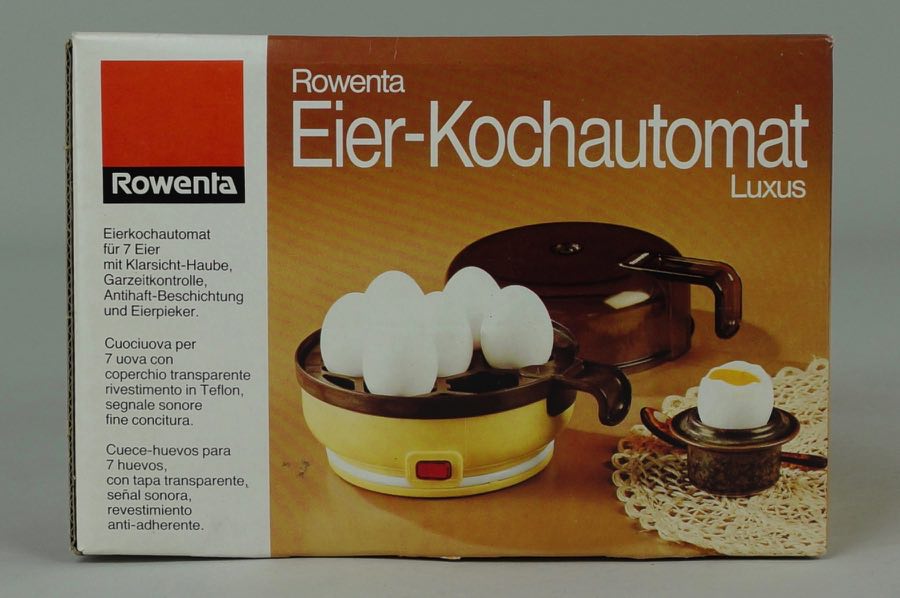 Rowenta
Eier-Kochautomat
Luxus
Rowenta
Eierkochautomat
für 7 Eier
mit Klarsicht-Haube,
Garzeitkontrolle,
Antihaft-Beschichtung
und Eierpieker.
Cuociuova per
7 uova con
coperchio transparente
rivestimento in Teflon,
segnale sonore
fine concitura.
Cuece-huevos para
7 huevos,
con tapa transparente,
señal sonora,
revestimiento
anti-adherente.